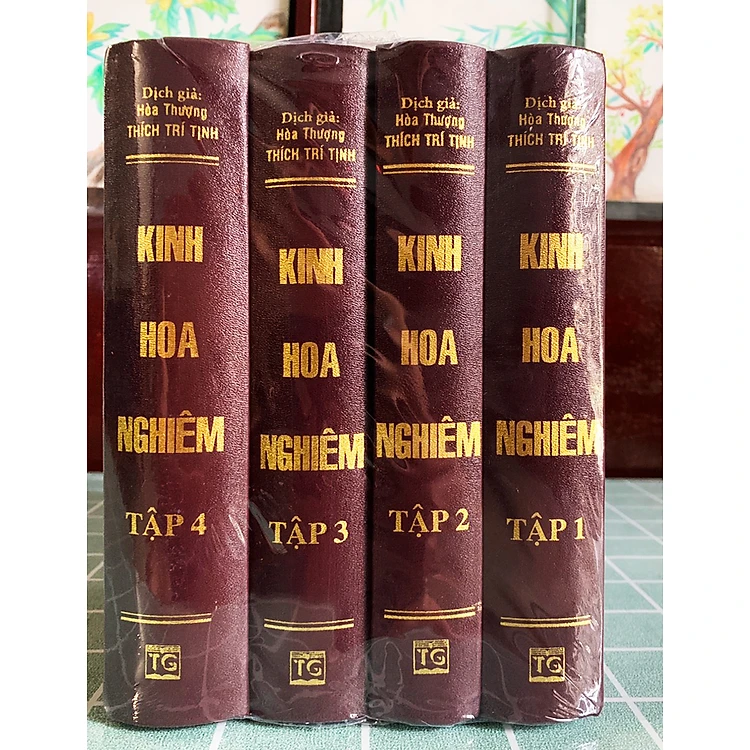 Dịch giả:
Hòa Thượng
THÍCH TRÍ TỊNH
KINH
HOA
NGHIÊM
TẬP 4
TG
Dịch giả:
Hòa Thượng
THÍCH TRÍ TỊNH
KINH
HOA
NGHIÊM
TẬP 3
TG
Dịch giả:
Hòa Thượng
THÍCH TRÍ TỊNH
KINH
HOA
NGHIÊM
TẬP 2
TG
Dịch giả:
Hòa Thượng
THÍCH TRÍ TỊNH
KINH
HOA
NGHIÊM
TẬP 1
TG